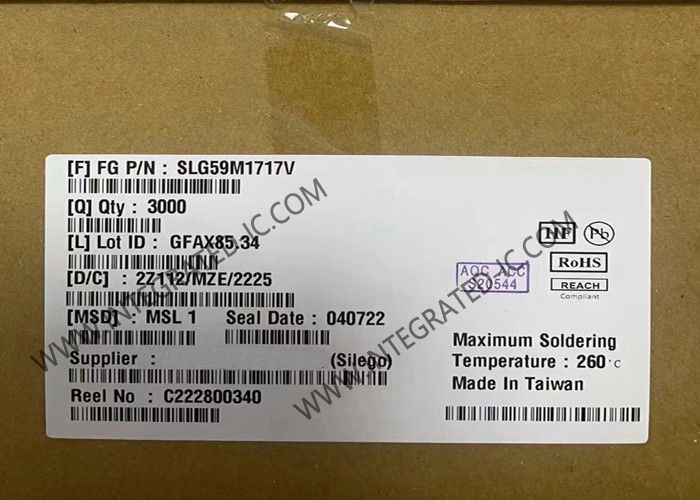 [F] FG P/N : SLG59M1717V
[Q] Qty : 3000
[L] Lot ID : GFAX85.34
[D/C] : 2Z112/MZE/2225
[MSD] : MSL 1 Seal Date : 040722
Supplier : (Silego)
Reel No : C222800340
HF Pb
RoHS
REACH
Compliant
AQC ACC
S20544
Maximum Soldering
Temperature : 260°C
Made In Taiwan
WWW.INTEGRATED-IC.COM
WWW.INTEGRATED-IC.COM